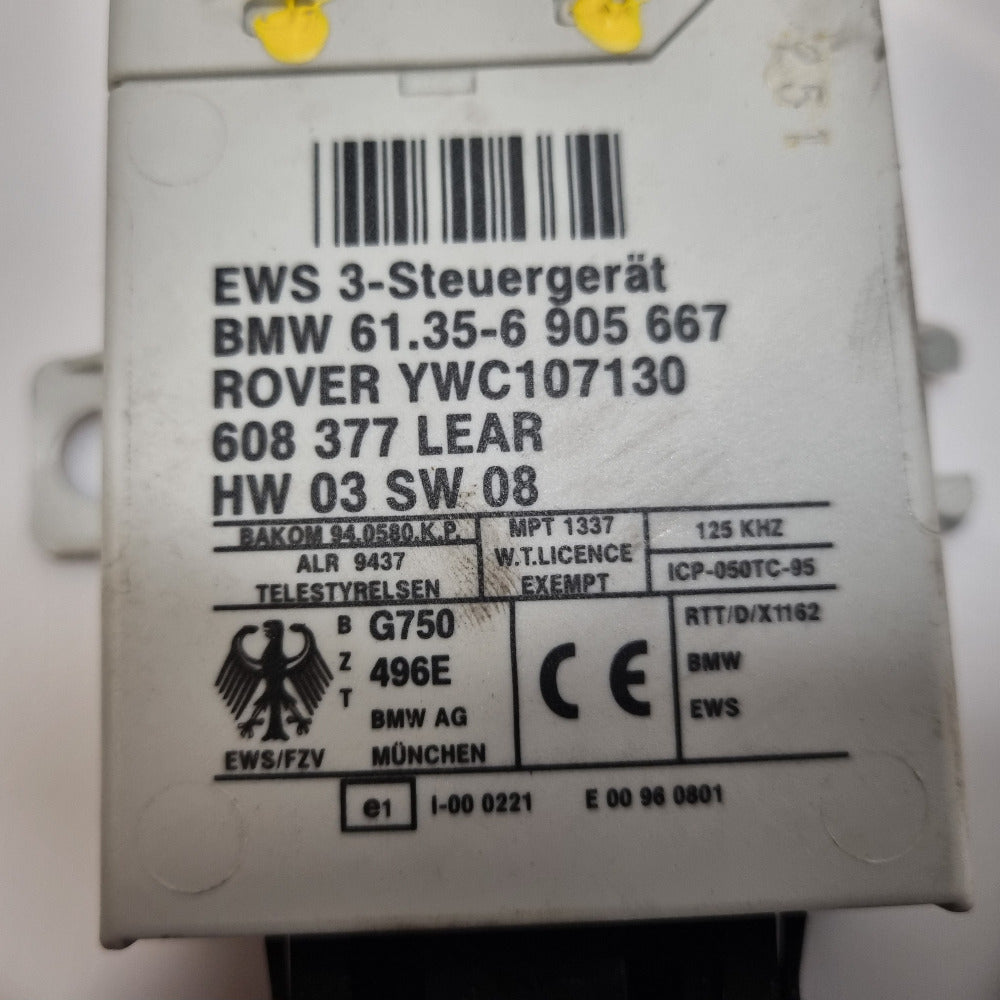 EWS 3-Steuergerät
BMW 61.35-6 905 667
ROVER YWC107130
608 377 LEAR
HW 03 SW 08
BAKOM 94.0580.K.P.
ALR 9437
TELESTYRELSEN
MPT 1337
W.T.LICENCE
EXEMPT
125 KHZ
ICP-050TC-95
EWS/FZV
B
Z
T
G750
496E
BMW AG
MÜNCHEN
CE
RTT/D/X1162
BMW
EWS
e1 I-00 0221 E 00 96 0801